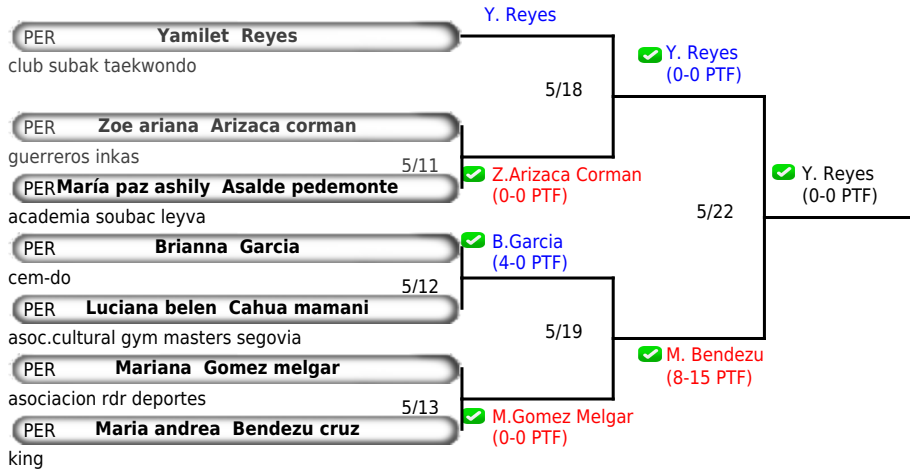 Y. Reyes
PER Yamilet Reyes
club subak taekwondo
Y. Reyes
(0-0 PTF)
5/18
PER Zoe ariana Arizaca corman
guerreros inkas
5/11
Z.Arizaca Corman
(0-0 PTF)
PER María paz ashily Asalde pedemonte
academia soubac leyva
Y. Reyes
(0-0 PTF)
5/22
PER Brianna Garcia
cem-do
B.Garcia
(4-0 PTF)
5/12
PER Luciana belen Cahua mamani
asoc.cultural gym masters segovia
5/19
M. Bendezu
(8-15 PTF)
PER Mariana Gomez melgar
asociacion rdr deportes
5/13
M.Gomez Melgar
(0-0 PTF)
PER Maria andrea Bendezu cruz
king